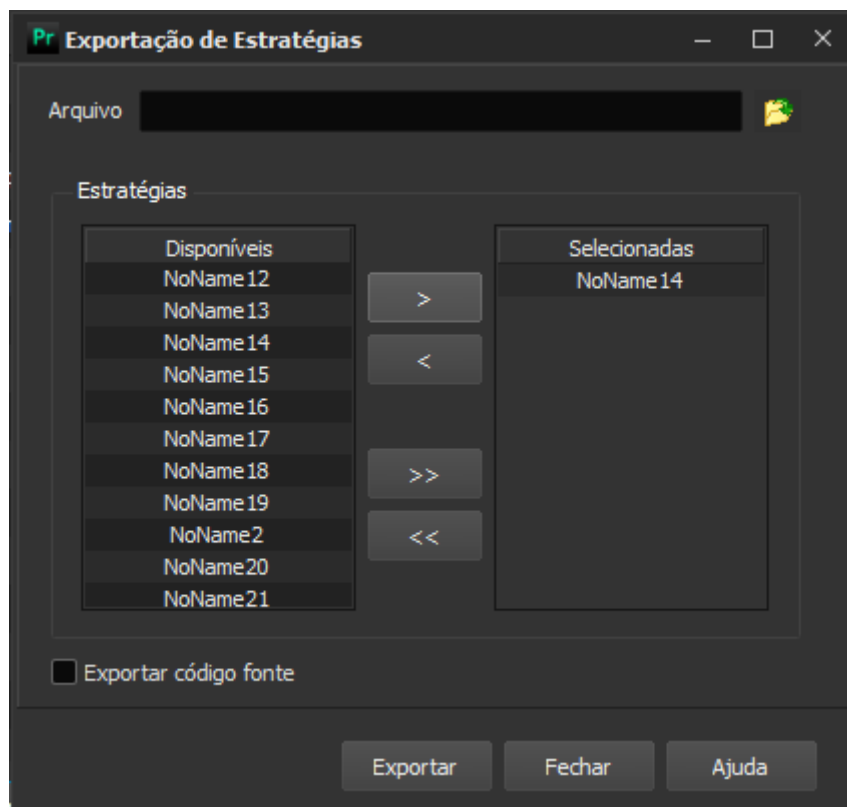 Pr Exportação de Estratégias
Arquivo
Estratégias
Disponíveis
NoName12
NoName13
NoName14
NoName15
NoName16
NoName17
NoName18
NoName19
NoName2
NoName20
NoName21
>
<
>>
<<
Selecionadas
NoName14
Exportar código fonte
Exportar
Fechar
Ajuda